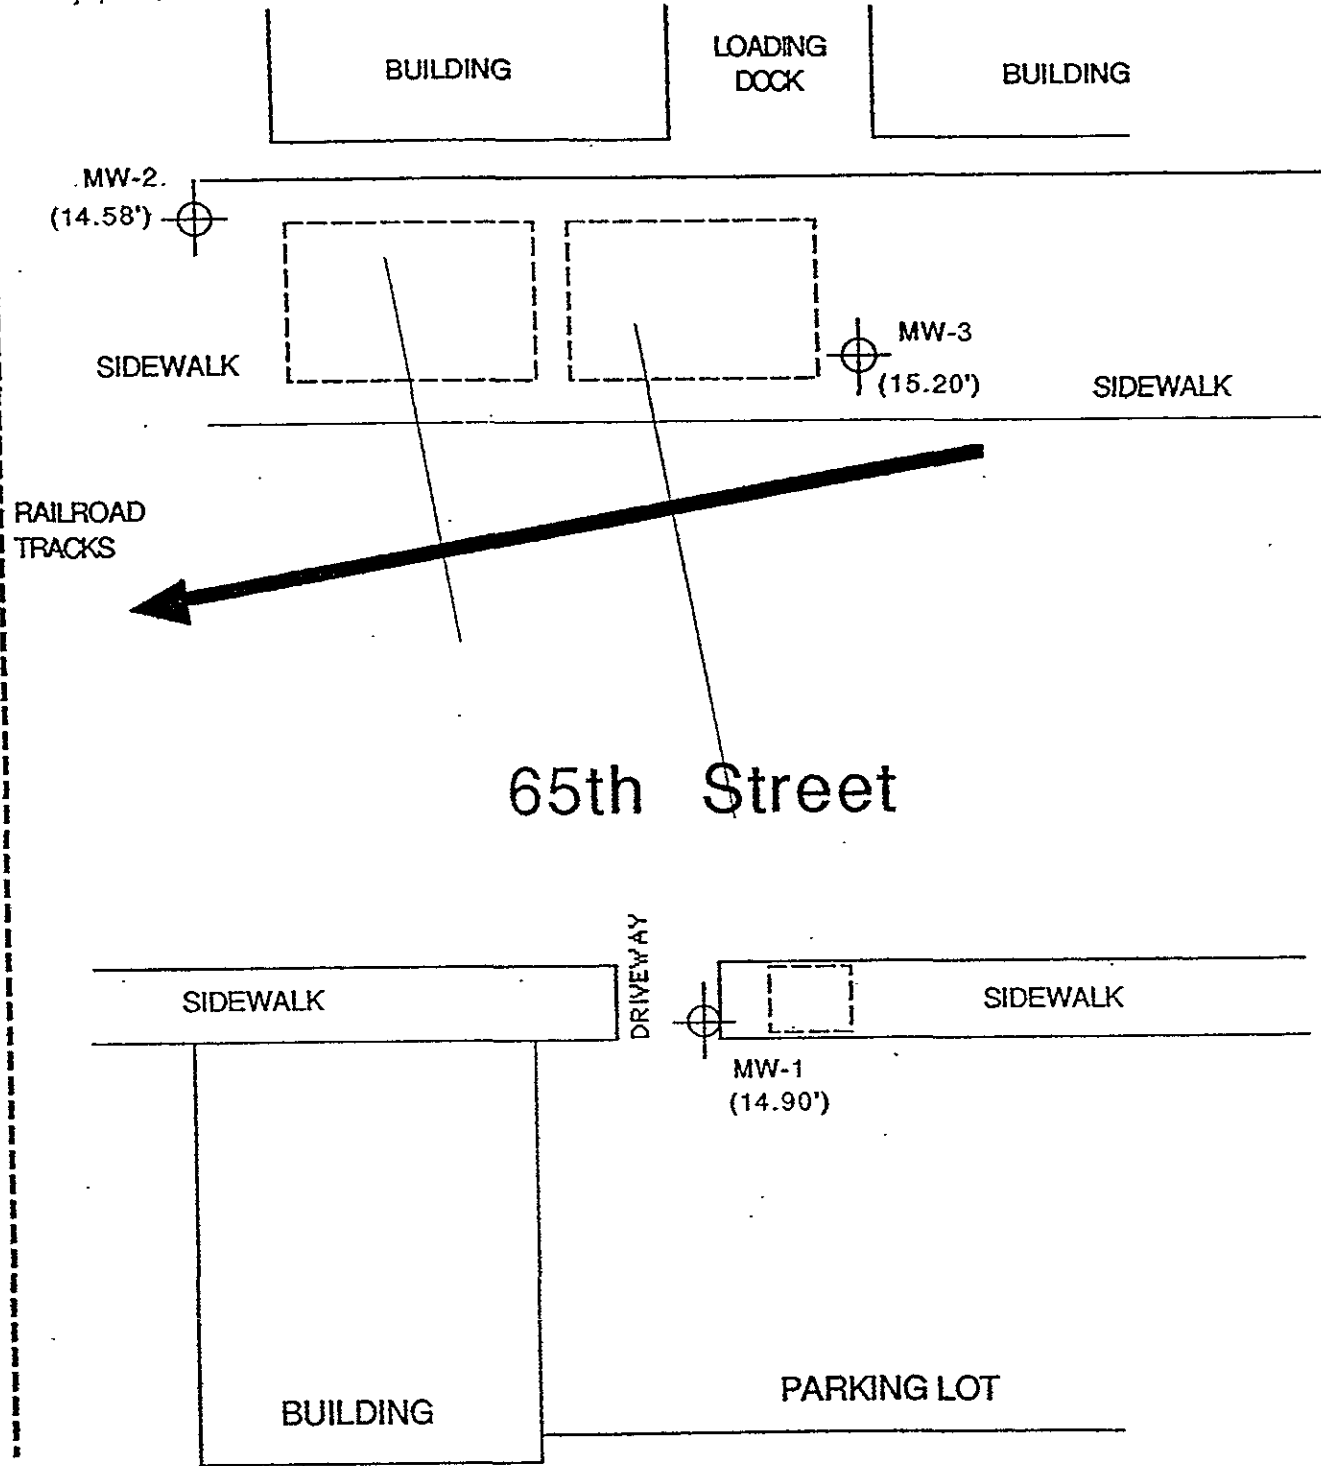 BUILDING
LOADING
DOCK
BUILDING
MW-2.
(14.58')
MW-3
(15.20')
SIDEWALK
SIDEWALK
RAILROAD
TRACKS
65th Street
DRIVEWAY
SIDEWALK
SIDEWALK
MW-1
(14.90')
BUILDING
PARKING LOT